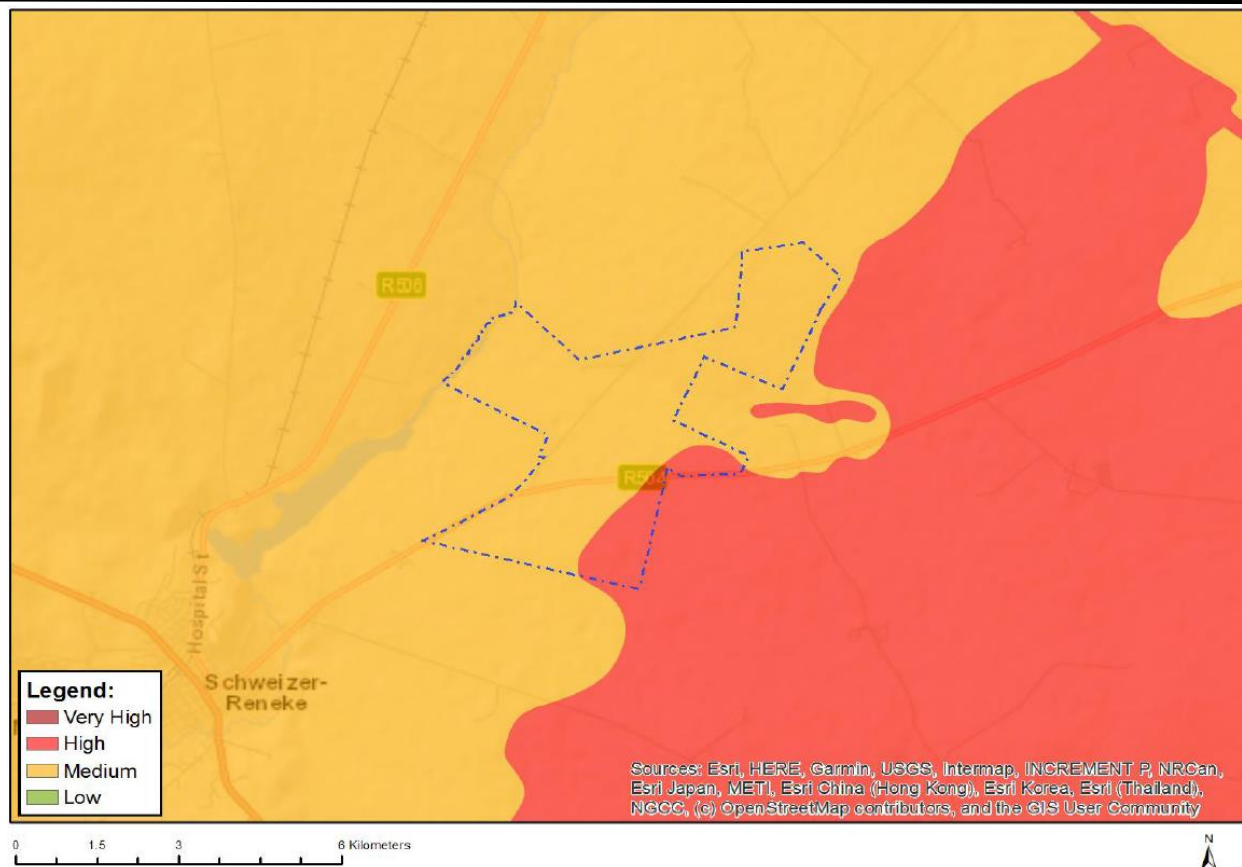 R506
R504
Hospital St
Schweizer-
Reneke
Legend:
Very High
High
Medium
Low
Sources: Esri, HERE, Garmin, USGS, Intermap, INCREMENT P, NRCan,
Esri Japan, METI, Esri China (Hong Kong), Esri Korea, Esri (Thailand),
NGCC, (c) OpenStreetMap contributors, and the GIS User Community
0 1.5 3 6 Kilometers
N